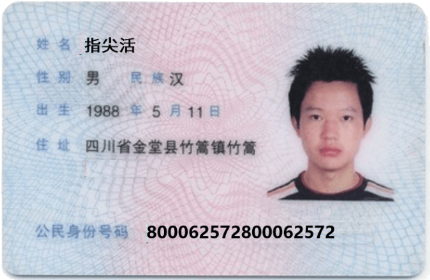 姓名 指尖活
性别 男 民族 汉
出生 1988 年 5 月 11 日
住址 四川省金堂县竹篙镇竹篙
公民身份号码 800062572800062572